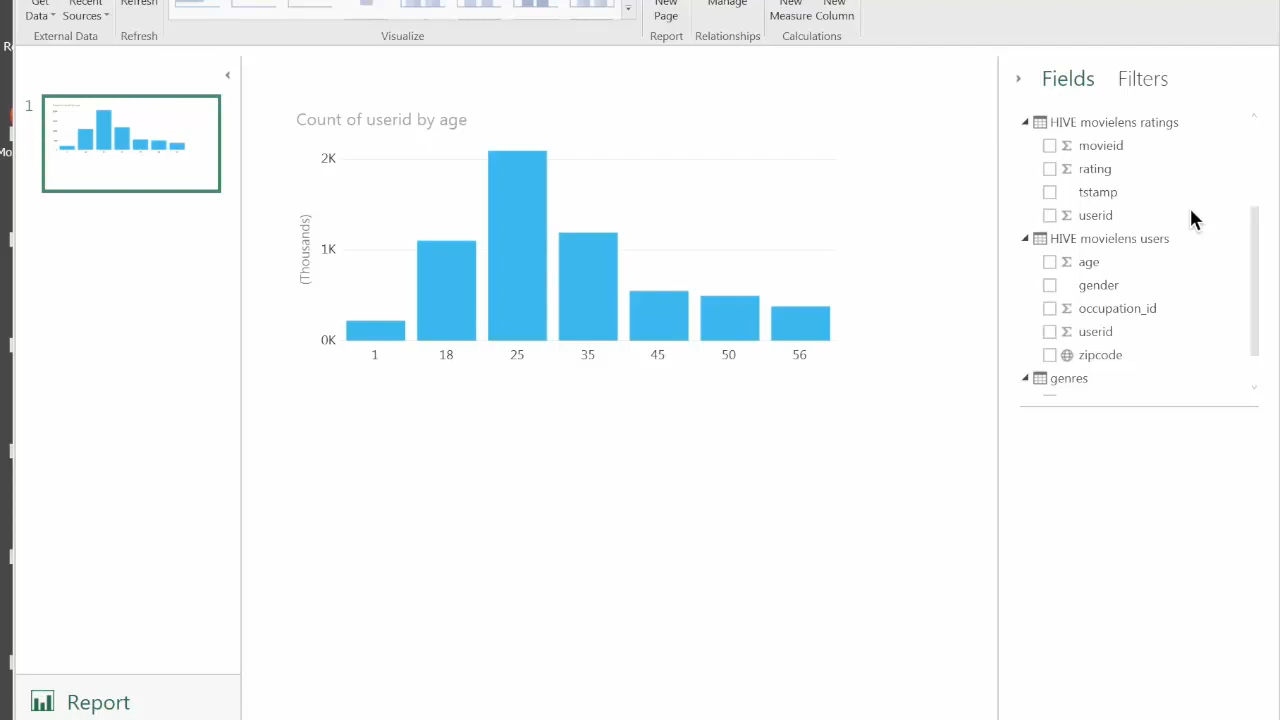 Get Recent Refresh New Manage New New
Data Sources Page Measure Column
External Data Refresh Visualize Report Relationships Calculations
1
Count of userid by age
(Thousands)
2K
1K
0K
1 18 25 35 45 50 56
Fields Filters
HIVE movielens ratings
Σ movieid
Σ rating
tstamp
Σ userid
HIVE movielens users
Σ age
gender
Σ occupation_id
Σ userid
zipcode
genres
Report